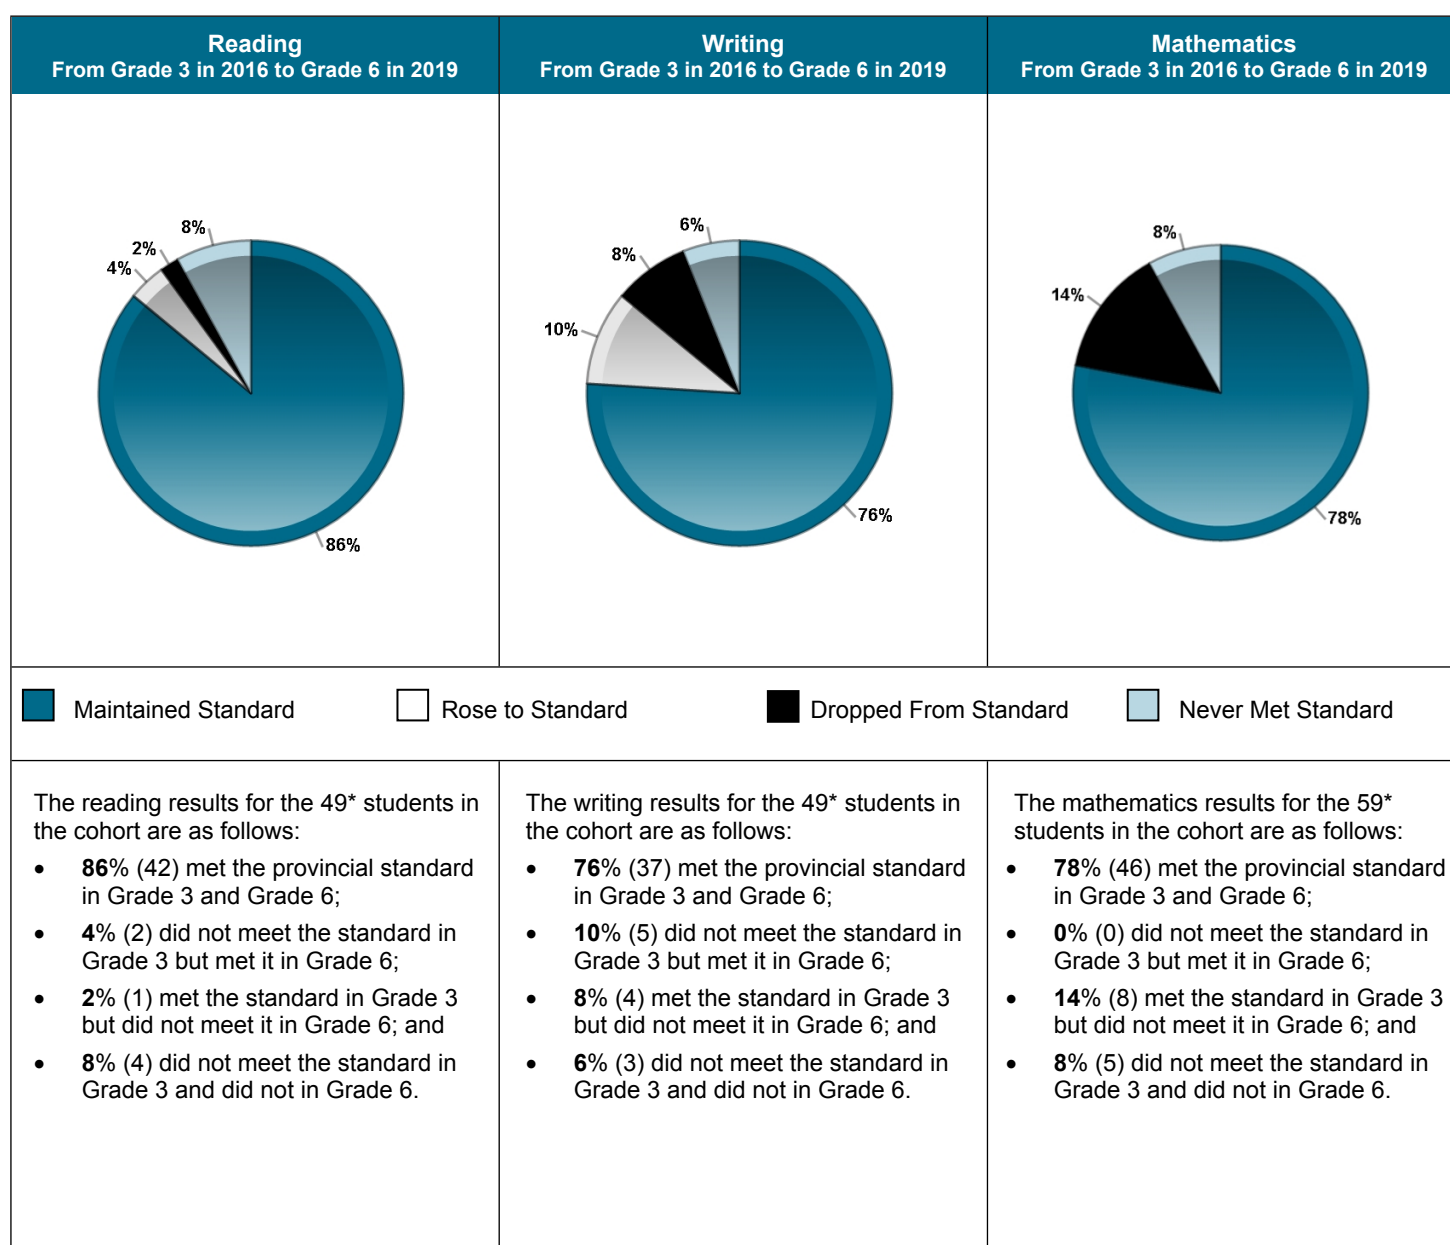 Reading
From Grade 3 in 2016 to Grade 6 in 2019
Writing
From Grade 3 in 2016 to Grade 6 in 2019
Mathematics
From Grade 3 in 2016 to Grade 6 in 2019
8%
2%
4%
86%
6%
8%
10%
76%
8%
14%
78%
Maintained Standard
Rose to Standard
Dropped From Standard
Never Met Standard
The reading results for the 49* students in
the cohort are as follows:
• 86% (42) met the provincial standard
in Grade 3 and Grade 6;
• 4% (2) did not meet the standard in
Grade 3 but met it in Grade 6;
• 2% (1) met the standard in Grade 3
but did not meet it in Grade 6; and
• 8% (4) did not meet the standard in
Grade 3 and did not in Grade 6.
The writing results for the 49* students in
the cohort are as follows:
• 76% (37) met the provincial standard
in Grade 3 and Grade 6;
• 10% (5) did not meet the standard in
Grade 3 but met it in Grade 6;
• 8% (4) met the standard in Grade 3
but did not meet it in Grade 6; and
• 6% (3) did not meet the standard in
Grade 3 and did not in Grade 6.
The mathematics results for the 59*
students in the cohort are as follows:
• 78% (46) met the provincial standard
in Grade 3 and Grade 6;
• 0% (0) did not meet the standard in
Grade 3 but met it in Grade 6;
• 14% (8) met the standard in Grade 3
but did not meet it in Grade 6; and
• 8% (5) did not meet the standard in
Grade 3 and did not in Grade 6.